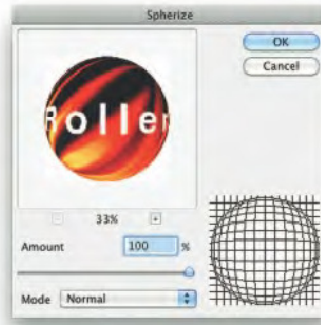 Spherize
OK
Cancel
Roller
33%
Amount 100 %
Mode Normal